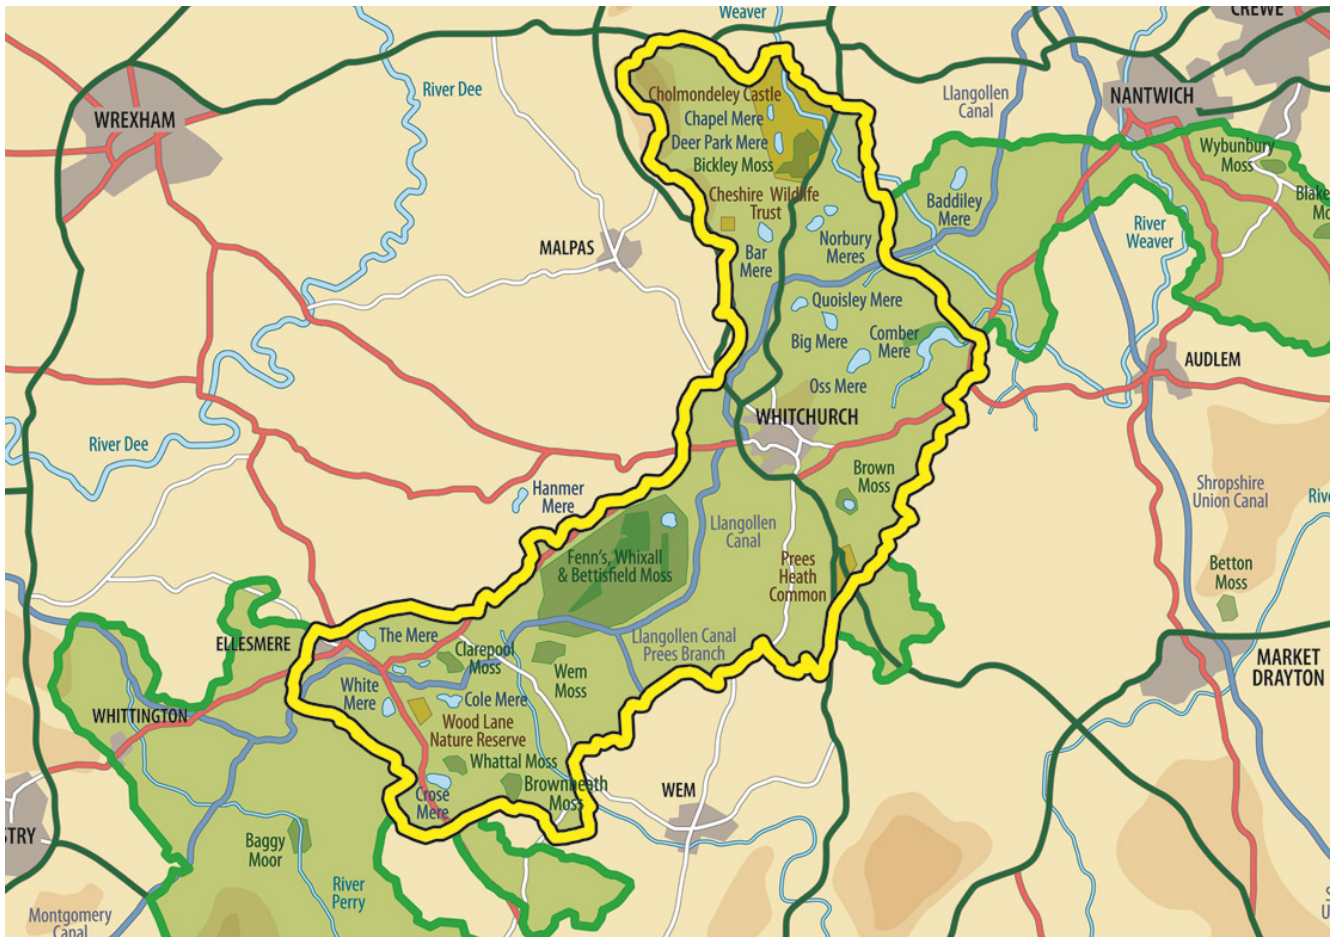 Weaver
CREWE
River Dee
Cholmondeley Castle
Chapel Mere
Deer Park Mere
Bickley Moss
Llangollen
Canal
NANTWICH
WREXHAM
Wybunbury
Moss
Cheshire Wildlife
Trust
Baddiley
Mere
Blake
Mo
River
Weaver
MALPAS
Bar
Mere
Norbury
Meres
Quoisley Mere
Big Mere
Comber
Mere
Oss Mere
AUDLEM
WHITCHURCH
River Dee
Brown
Moss
Hanmer
Mere
Shropshire
Union Canal
Rive
Llangollen
Canal
Fenn's, Whixall
& Bettisfield Moss
Prees
Heath
Common
Betton
Moss
ELLESMERE
The Mere
Clarepool
Moss
Llangollen Canal
Prees Branch
Wem
Moss
MARKET
DRAYTON
White
Mere
Cole Mere
WHITTINGTON
Wood Lane
Nature Reserve
Whattal Moss
Brownheath
Moss
Crose
Mere
WEM
STRY
Baggy
Moor
River
Perry
Montgomery
Canal
S
U